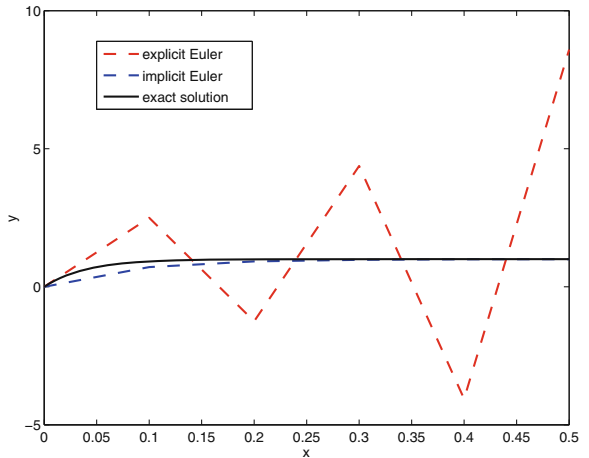 10
explicit Euler
implicit Euler
exact solution
5
y
0
−5
0 0.05 0.1 0.15 0.2 0.25 0.3 0.35 0.4 0.45 0.5
x